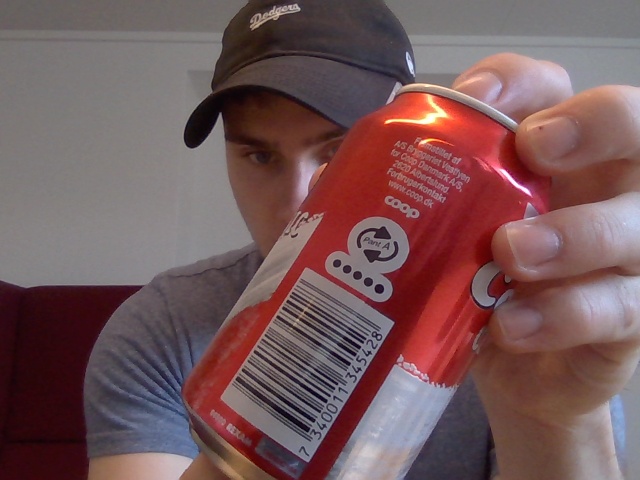 Dodgers
Fremstillet af
A/S Bryggeriet Vestfyen
for Coop Danmark A/S,
2620 Albertslund
Forbrugerkontakt
www.coop.dk
coop
Pant A
7 340011 345428